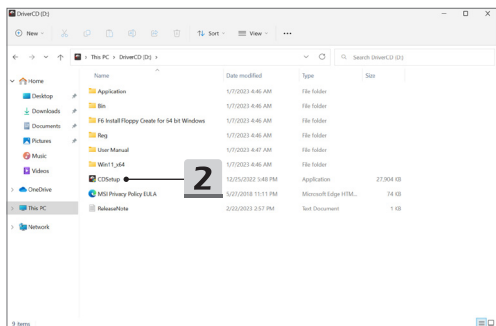 DriverCD (D:)
New Sort View ...
This PC > DriverCD (D:) > Search DriverCD (D:)
Name Date modified Type Size
Home
Desktop
Downloads
Documents
Pictures
Music
Videos
OneDrive
This PC
Network
Application 1/7/2023 4:46 AM File folder
Bin 1/7/2023 4:46 AM File folder
F6 Install Floppy Create for 64 bit Windows 1/7/2023 4:46 AM File folder
Reg 1/7/2023 4:46 AM File folder
User Manual 1/7/2023 4:47 AM File folder
Win11_x64 1/7/2023 4:46 AM File folder
CDSetup 2 12/25/2022 5:48 PM Application 27,904 KB
MSI Privacy Policy EULA 5/27/2018 11:11 PM Microsoft Edge HTM... 74 KB
ReleaseNote 2/22/2023 2:57 PM Text Document 1 KB
9 items